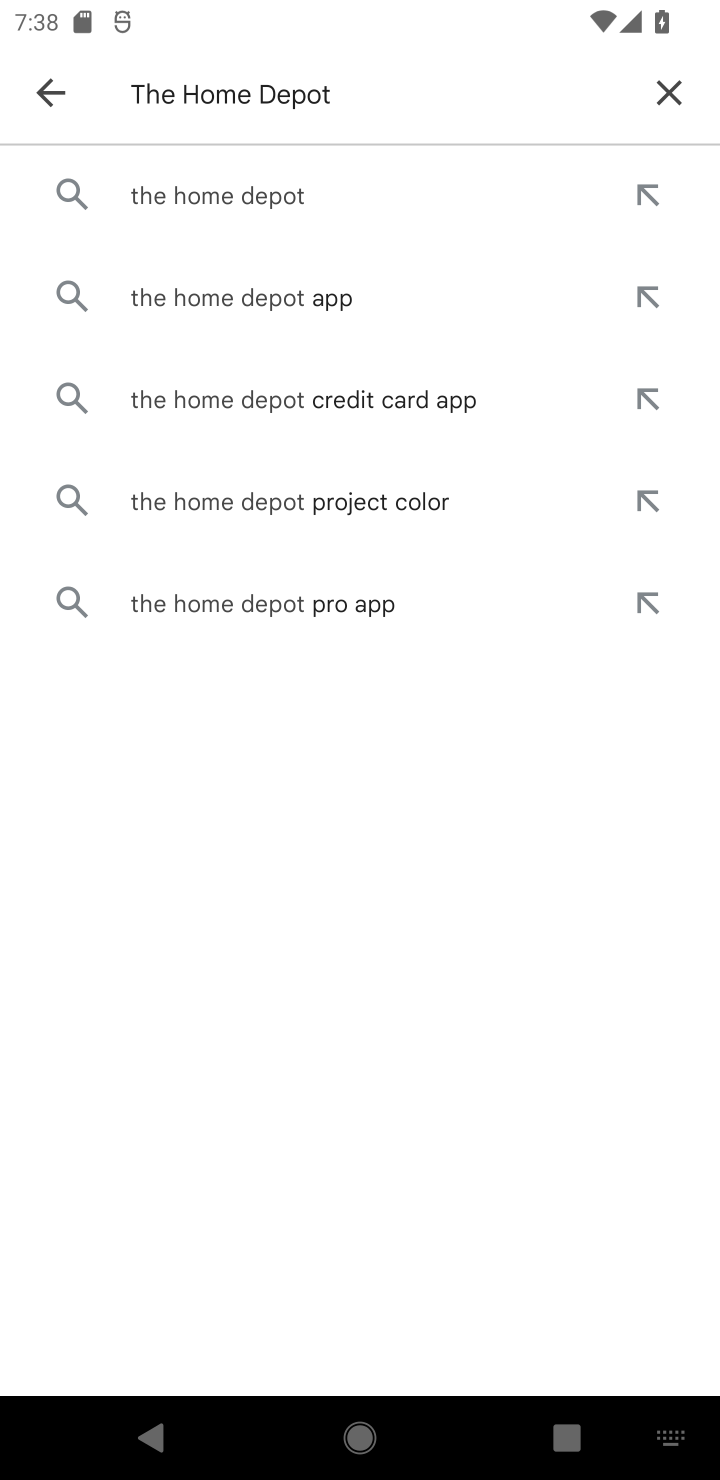 7:38
The Home Depot
the home depot
the home depot app
the home depot credit card app
the home depot project color
the home depot pro app